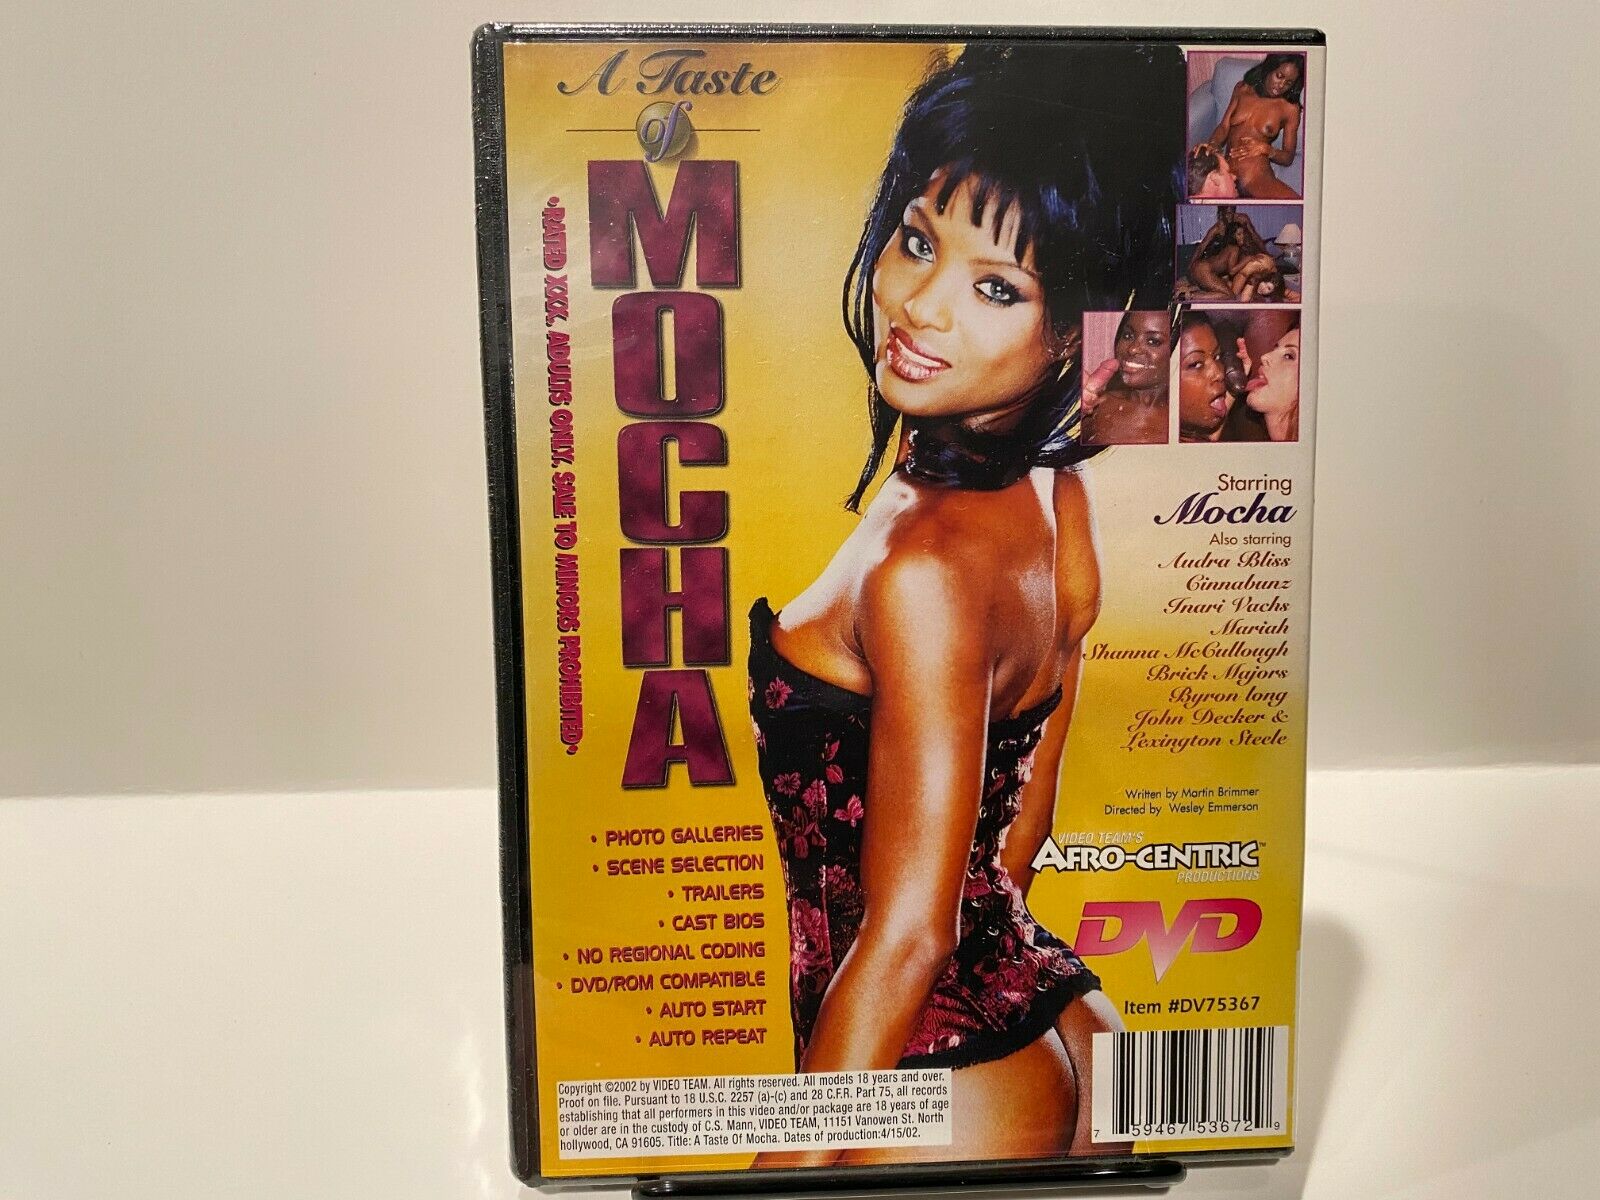 A Taste
of
MOCHA
•RATED XXX, ADULTS ONLY, SALE TO MINORS PROHIBITED•
• PHOTO GALLERIES
• SCENE SELECTION
• TRAILERS
• CAST BIOS
• NO REGIONAL CODING
• DVD/ROM COMPATIBLE
• AUTO START
• AUTO REPEAT
Starring
Mocha
Also starring
Audra Bliss
Cinnabunz
Inari Vachs
Mariah
Shanna McCullough
Brick Majors
Byron long
John Decker &
Lexington Steele
Written by Martin Brimmer
Directed by Wesley Emmerson
VIDEO TEAM'S
AFRO-CENTRIC™
PRODUCTIONS
DVD
Item #DV75367
7 59467 53672 9
Copyright ©2002 by VIDEO TEAM. All rights reserved. All models 18 years and over.
Proof on file. Pursuant to 18 U.S.C. 2257 (a)-(c) and 28 C.F.R. Part 75, all records
establishing that all performers in this video and/or package are 18 years of age
or older are in the custody of C.S. Mann, VIDEO TEAM, 11151 Vanowen St. North
hollywood, CA 91605. Title: A Taste Of Mocha. Dates of production:4/15/02.